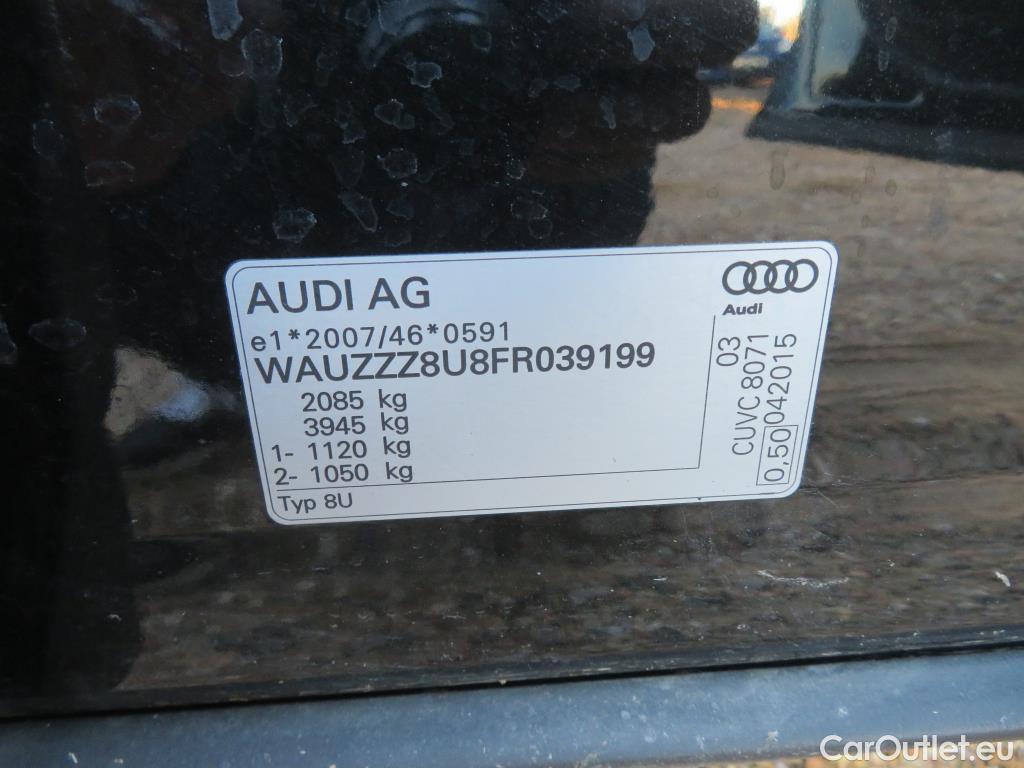 AUDI AG
Audi
e1*2007/46*0591
WAUZZZ8U8FR039199
2085 kg
3945 kg
1- 1120 kg
2- 1050 kg
Typ 8U
03
CUVC 8071
0,50 042015
CarOutlet.eu